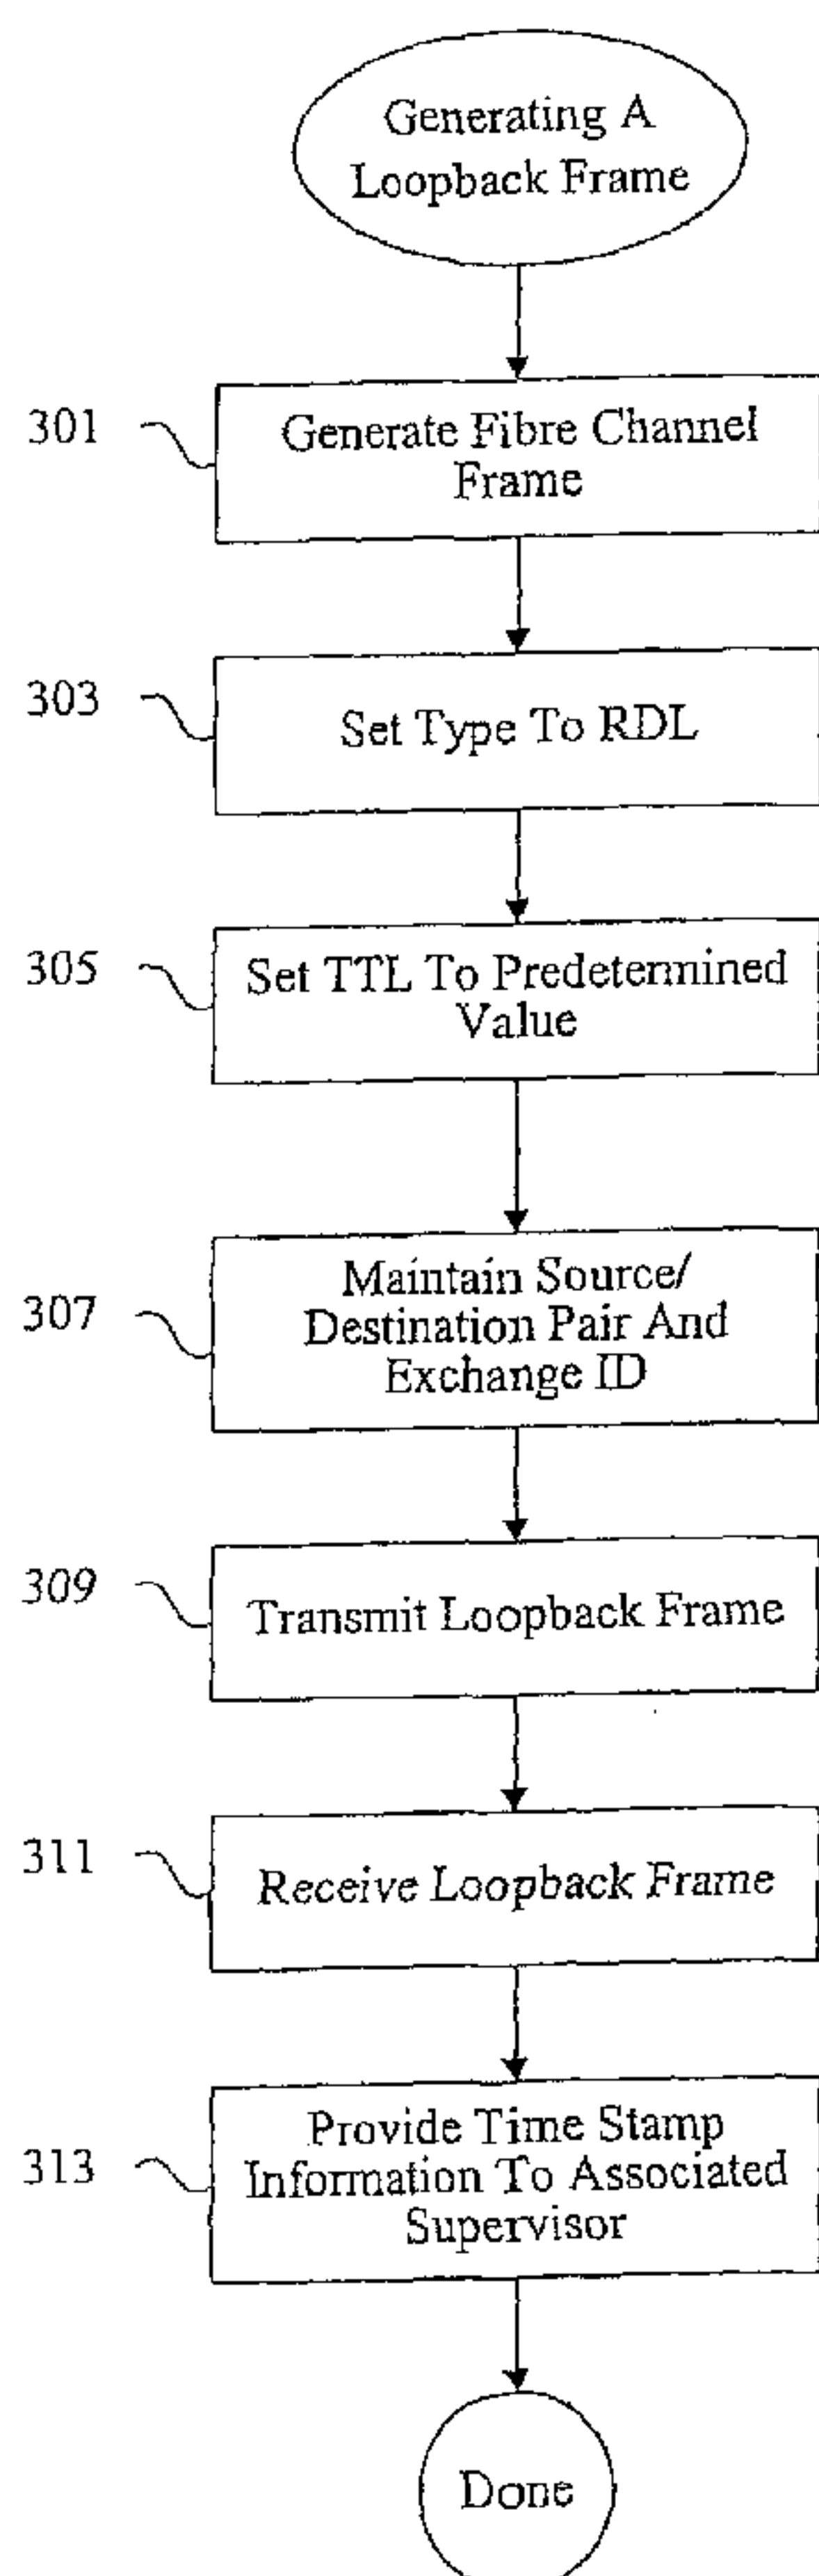 Generating A
Loopback Frame
301
Generate Fibre Channel
Frame
303
Set Type To RDL
305
Set TTL To Predetermined
Value
307
Maintain Source/
Destination Pair And
Exchange ID
309
Transmit Loopback Frame
311
Receive Loopback Frame
313
Provide Time Stamp
Information To Associated
Supervisor
Done